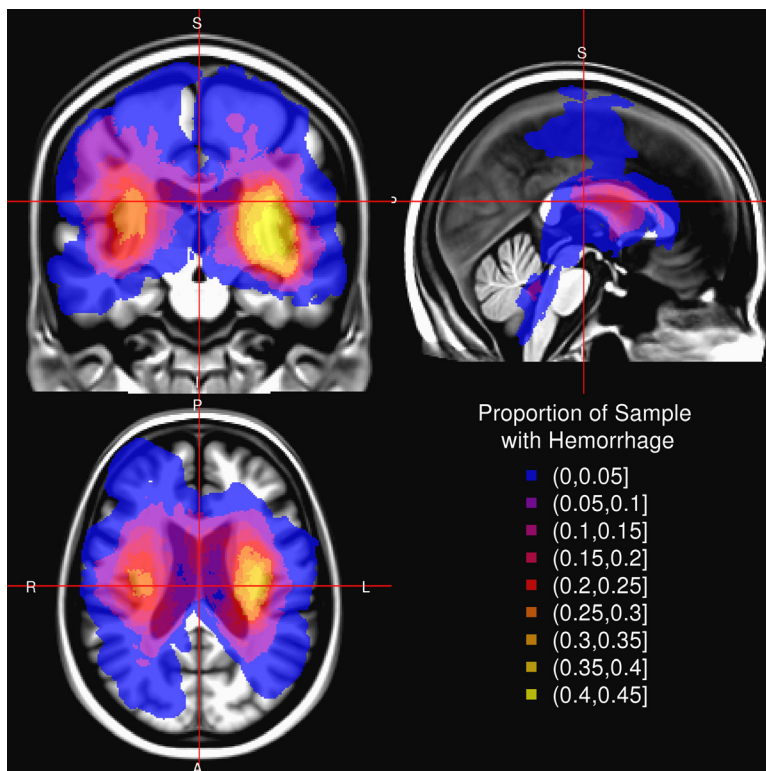 S
S
P
P
R
L
A
Proportion of Sample
with Hemorrhage
(0,0.05]
(0.05,0.1]
(0.1,0.15]
(0.15,0.2]
(0.2,0.25]
(0.25,0.3]
(0.3,0.35]
(0.35,0.4]
(0.4,0.45]